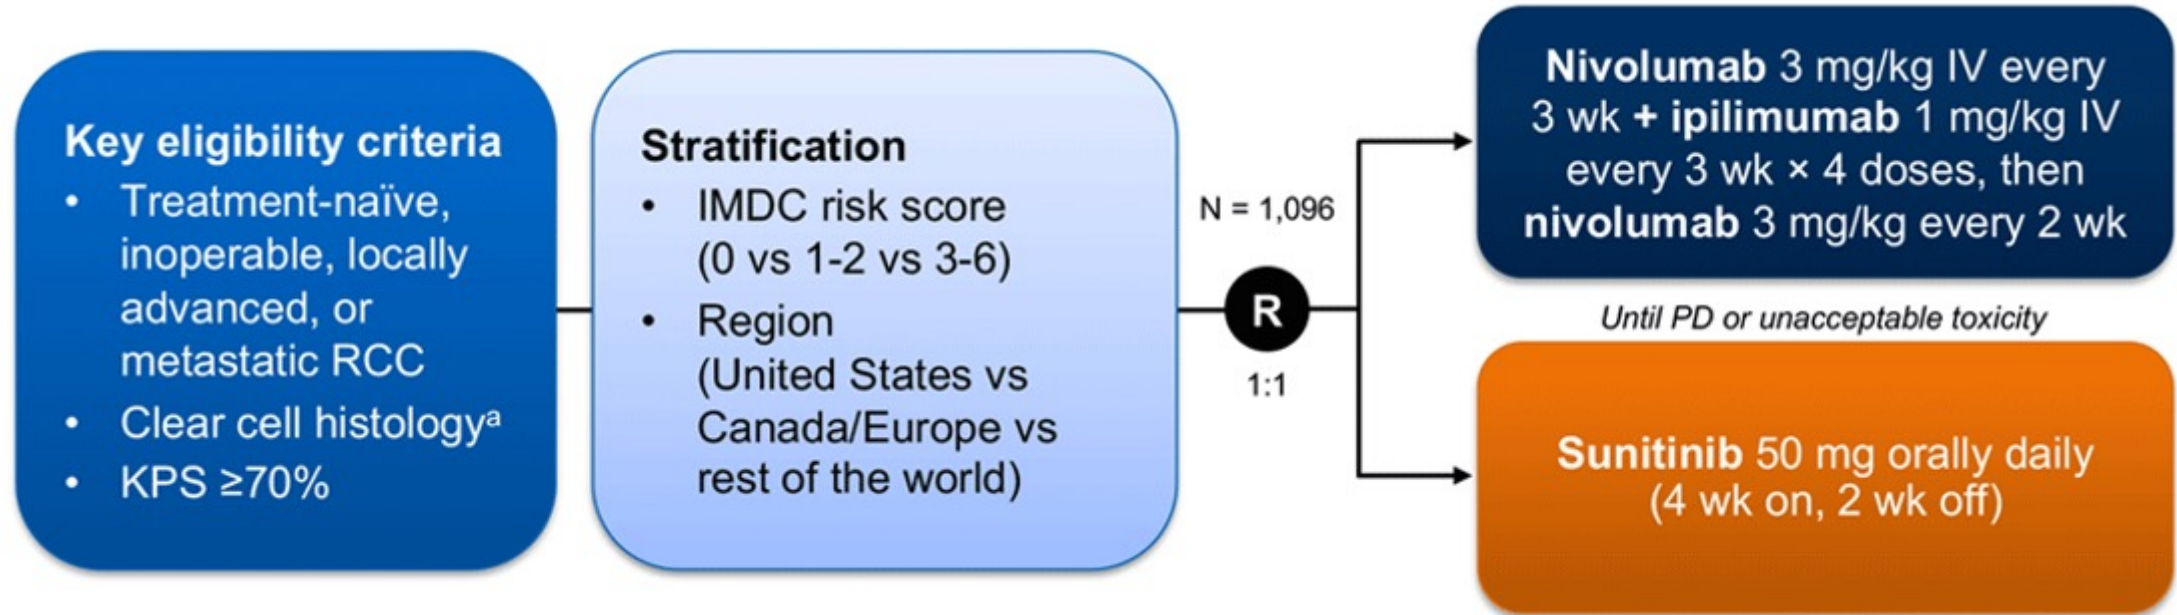 Key eligibility criteria
• Treatment-naïve,
inoperable, locally
advanced, or
metastatic RCC
• Clear cell histologyᵃ
• KPS ≥70%
Stratification
• IMDC risk score
(0 vs 1-2 vs 3-6)
• Region
(United States vs
Canada/Europe vs
rest of the world)
N = 1,096
R
1:1
Nivolumab 3 mg/kg IV every
3 wk + ipilimumab 1 mg/kg IV
every 3 wk × 4 doses, then
nivolumab 3 mg/kg every 2 wk
Until PD or unacceptable toxicity
Sunitinib 50 mg orally daily
(4 wk on, 2 wk off)